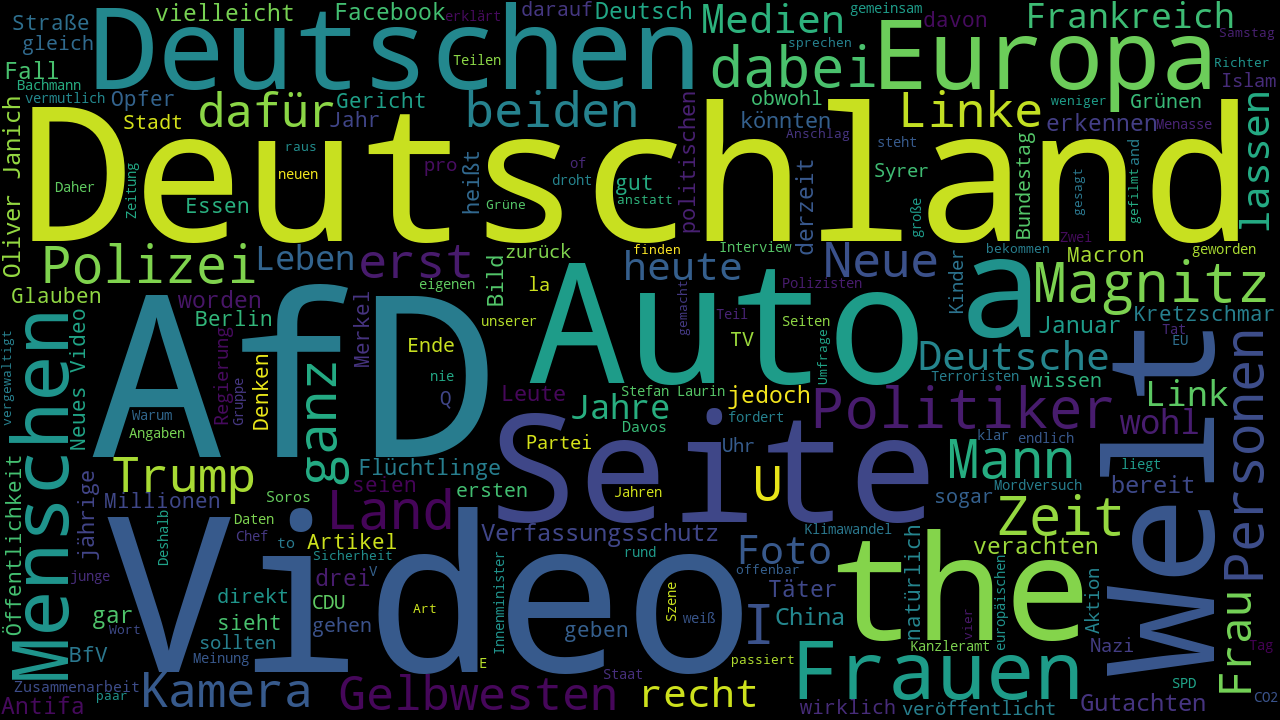 Straße
vielleicht
Facebook
erklärt
darauf
Deutsch
Medien
gemeinsam
davon
Frankreich
Samstag
gleich
Deutschen
Teilen
sprechen
dabei
Europa
Richter
Fall
Bachmann
vermutlich
Opfer
Gericht
obwohl
weniger
Grünen
Islam
Stadt
dafür
Jahr
beiden
könnten
Linke
erkennen
Menasse
lassen
Oliver Janich
Deutschland
raus
Anschlag
steht
Daher
Zeitung
neuen
pro
heißt
of
droht
gut
anstatt
politischen
derzeit
Syrer
Bundestag
gesagt
and
gefilmt
Essen
Grüne
große
Zwei
Polizei
Leben
erst
zurück
finden
Interview
heute
Neue
bekommen
Macron
geworden
Glauben
worden
Berlin
eigenen
Bild
la
Polizisten
Kinder
Magnitz
Kretzschmar
AfD
Merkel
unserer
Auto
gemacht
Teil
Seiten
a
Januar
Tat
EU
vergewaltigt
Neues Video
Regierung
Gruppe
Denken
ganz
Ende
TV
Umfrage
Deutsche
Terroristen
wissen
nie
Q
Leute
Stefan Laurin
jedoch
Link
Welt
Personen
Menschen
Warum
Angaben
Jahre
Davos
fordert
Politiker
wohl
Partei
Uhr
klar
endlich
Seite
Mann
liegt
Trump
Flüchtlinge
seien
ersten
Jahren
U
sogar
Mordversuch
bereit
Öffentlichkeit
jährige
Millionen
Soros
Land
Zeit
Deshalb
Daten
Chef
to
Artikel
Verfassungsschutz
Klimawandel
Sicherheit
V
rund
Foto
offenbar
the
natürlich
verachten
junge
drei
Innenminister
Täter
Aktion
europäischen
direkt
CDU
Video
Art
Szene
weiß
I
China
vier
gar
Wort
sieht
sollten
gehen
geben
Kanzleramt
Nazi
Frau
Tag
BfV
Meinung
E
passiert
Staat
Frauen
SPD
Zusammenarbeit
paar
Kamera
Gelbwesten
recht
wirklich
veröffentlicht
Gutachten
CO2
Antifa